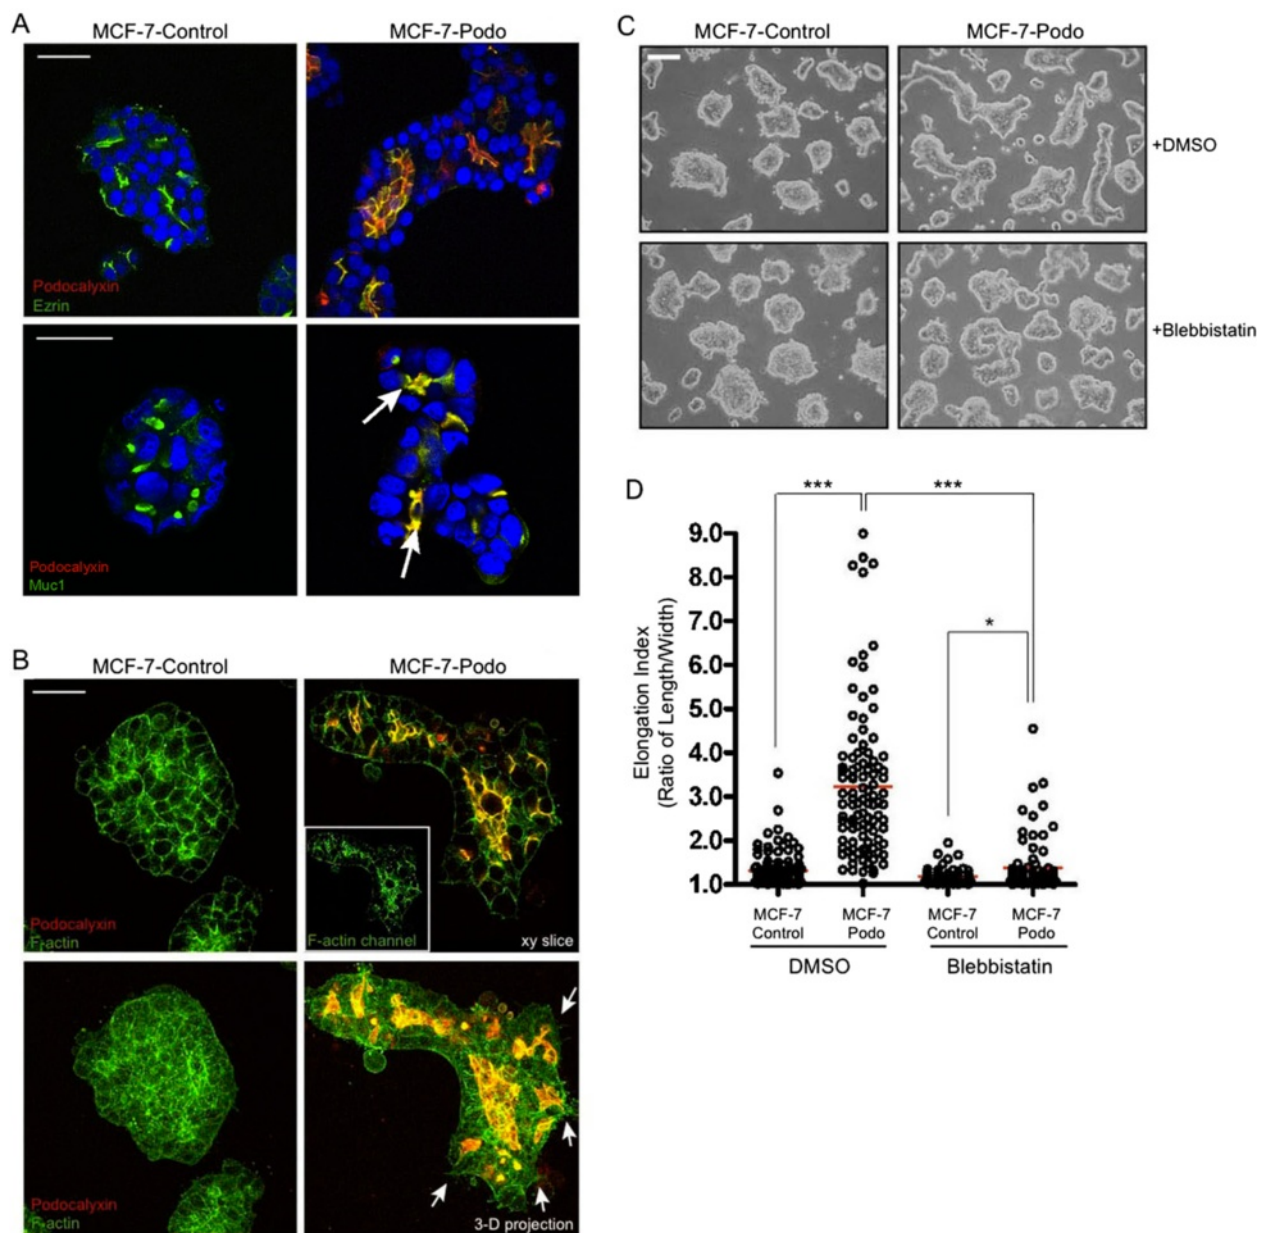 A
MCF-7-Control
MCF-7-Podo
Podocalyxin
Ezrin
Podocalyxin
Muc1
B
MCF-7-Control
MCF-7-Podo
Podocalyxin
F-actin
F-actin channel
xy slice
Podocalyxin
F-actin
3-D projection
C
MCF-7-Control
MCF-7-Podo
+DMSO
+Blebbistatin
D
***
***
*
9.0
8.0
7.0
6.0
5.0
4.0
3.0
2.0
1.0
Elongation Index
(Ratio of Length/Width)
MCF-7
Control
MCF-7
Podo
MCF-7
Control
MCF-7
Podo
DMSO
Blebbistatin